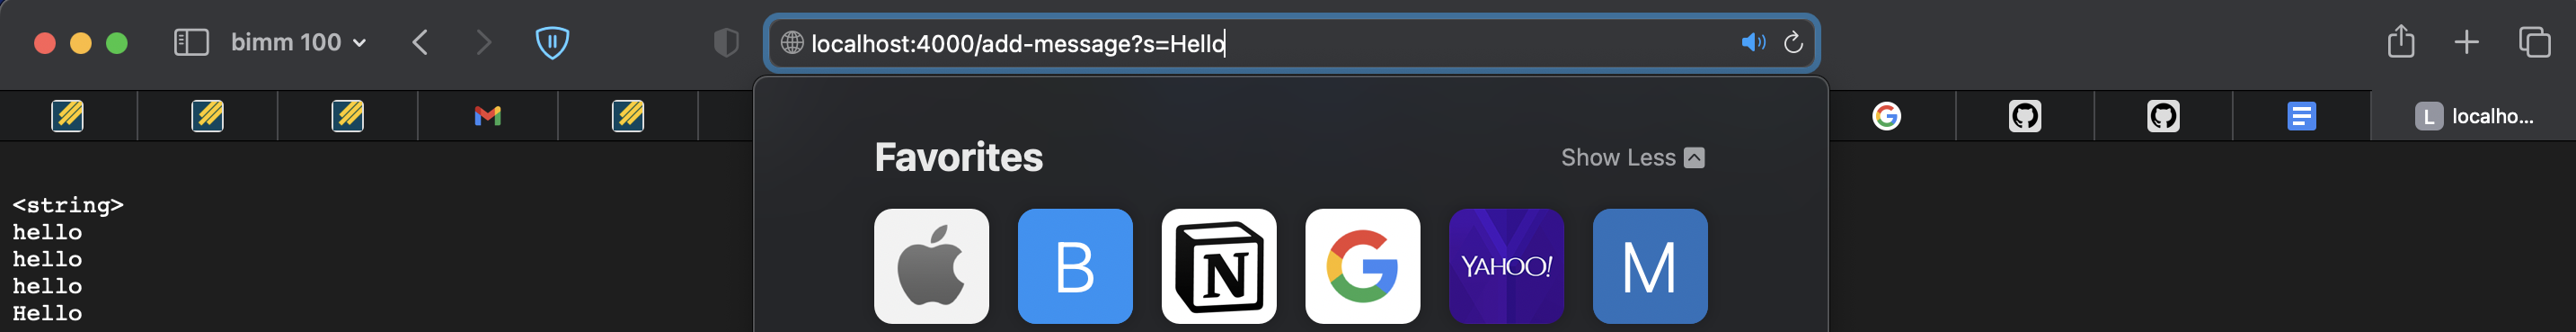 bimm 100
localhost:4000/add-message?s=Hello
L localho...
Favorites
Show Less
B
N
G
YAHOO!
M
<string>
hello
hello
hello
Hello